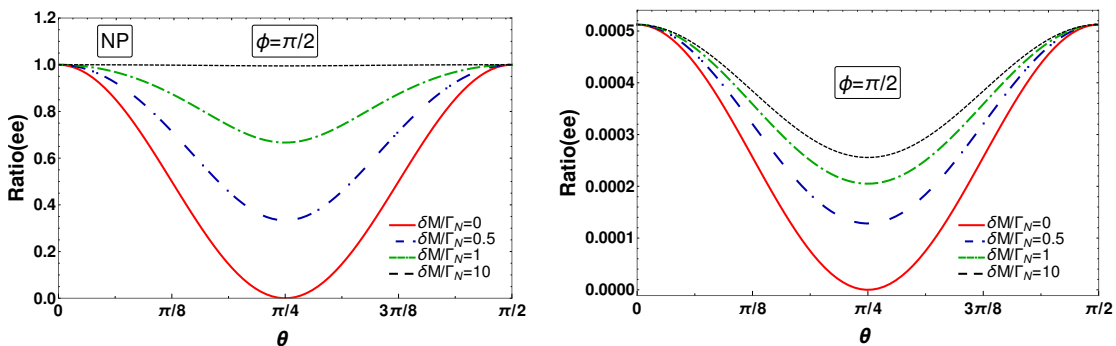 1.2
NP
ϕ=π/2
1.0
0.8
0.6
0.4
0.2
0.0
Ratio(ee)
δM/Γ_N=0
δM/Γ_N=0.5
δM/Γ_N=1
δM/Γ_N=10
0
π/8
π/4
3π/8
π/2
θ
0.0005
0.0004
0.0003
0.0002
0.0001
0.0000
Ratio(ee)
ϕ=π/2
δM/Γ_N=0
δM/Γ_N=0.5
δM/Γ_N=1
δM/Γ_N=10
0
π/8
π/4
3π/8
π/2
θ